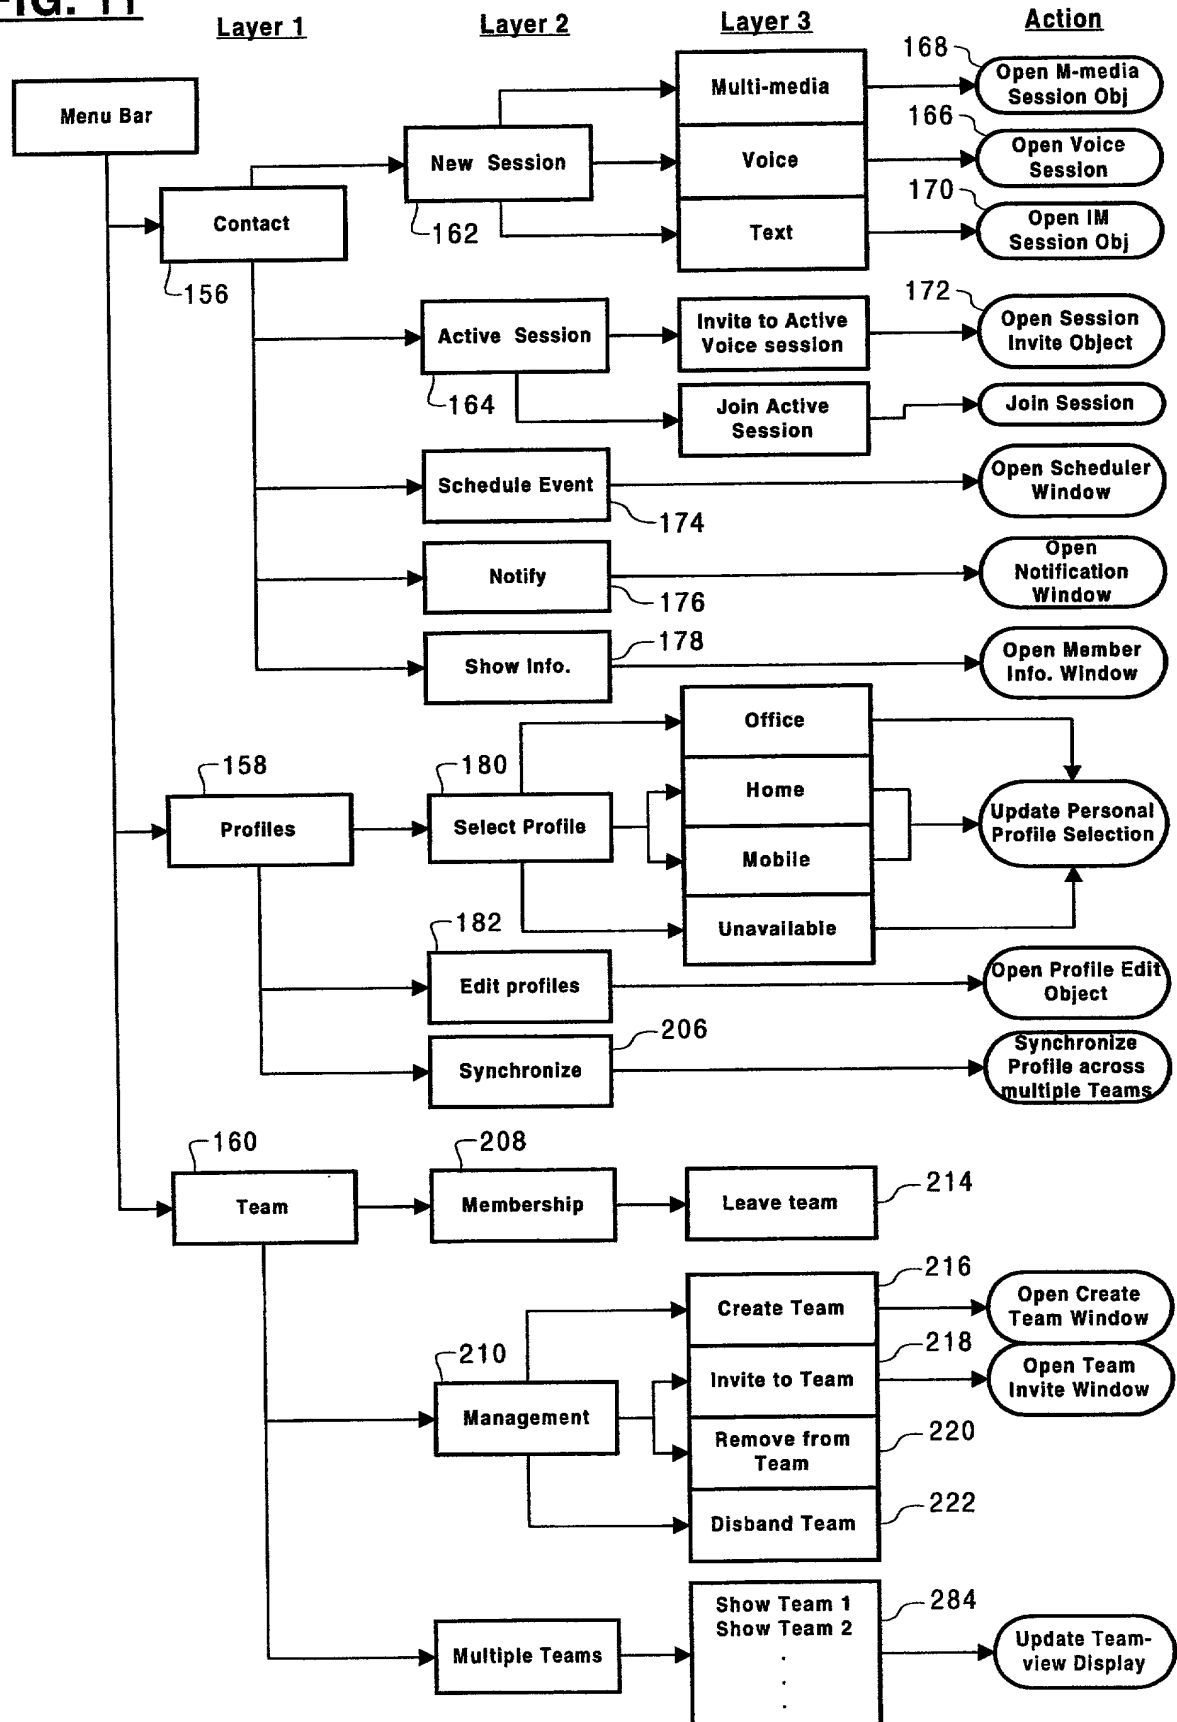 FIG. 11
Layer 1
Layer 2
Layer 3
Action
Menu Bar
Contact
156
New Session
162
Multi-media
Voice
Text
168
Open M-media
Session Obj
166
Open Voice
Session
170
Open IM
Session Obj
Active Session
164
Invite to Active
Voice session
172
Open Session
Invite Object
Join Active
Session
Join Session
Schedule Event
174
Open Scheduler
Window
Notify
176
Open
Notification
Window
Show Info.
178
Open Member
Info. Window
158
Profiles
180
Select Profile
Office
Home
Mobile
Unavailable
Update Personal
Profile Selection
182
Edit profiles
Open Profile Edit
Object
206
Synchronize
Synchronize
Profile across
multiple Teams
160
Team
208
Membership
Leave team
214
210
Management
Create Team
216
Open Create
Team Window
Invite to Team
218
Open Team
Invite Window
Remove from
Team
220
Disband Team
222
Multiple Teams
Show Team 1
Show Team 2
.
.
.
284
Update Team-
view Display